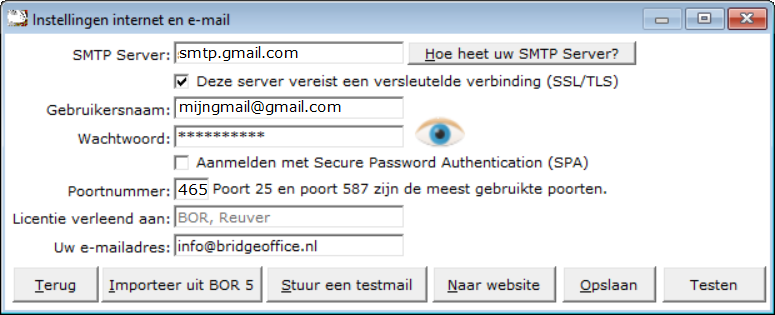 Instellingen internet en e-mail
SMTP Server: smtp.gmail.com Hoe heet uw SMTP Server?
Deze server vereist een versleutelde verbinding (SSL/TLS)
Gebruikersnaam: mijngmail@gmail.com
Wachtwoord: **********
Aanmelden met Secure Password Authentication (SPA)
Poortnummer: 465 Poort 25 en poort 587 zijn de meest gebruikte poorten.
Licentie verleend aan: BOR, Reuver
Uw e-mailadres: info@bridgeoffice.nl
Terug Importeer uit BOR 5 Stuur een testmail Naar website Opslaan Testen